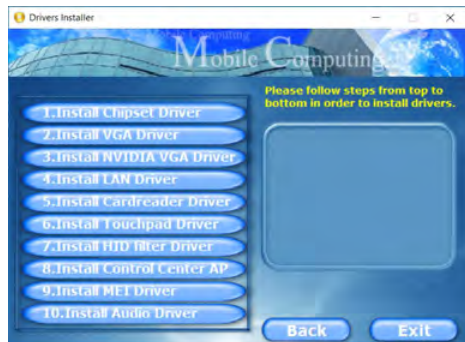 Drivers Installer
Mobile Computing
Mobile Computing
Please follow steps from top to
bottom in order to install drivers.
1.Install Chipset Driver
2.Install VGA Driver
3.Install NVIDIA VGA Driver
4.Install LAN Driver
5.Install Cardreader Driver
6.Install Touchpad Driver
7.Install HID filter Driver
8.Install Control Center AP
9.Install MEI Driver
10.Install Audio Driver
Back
Exit